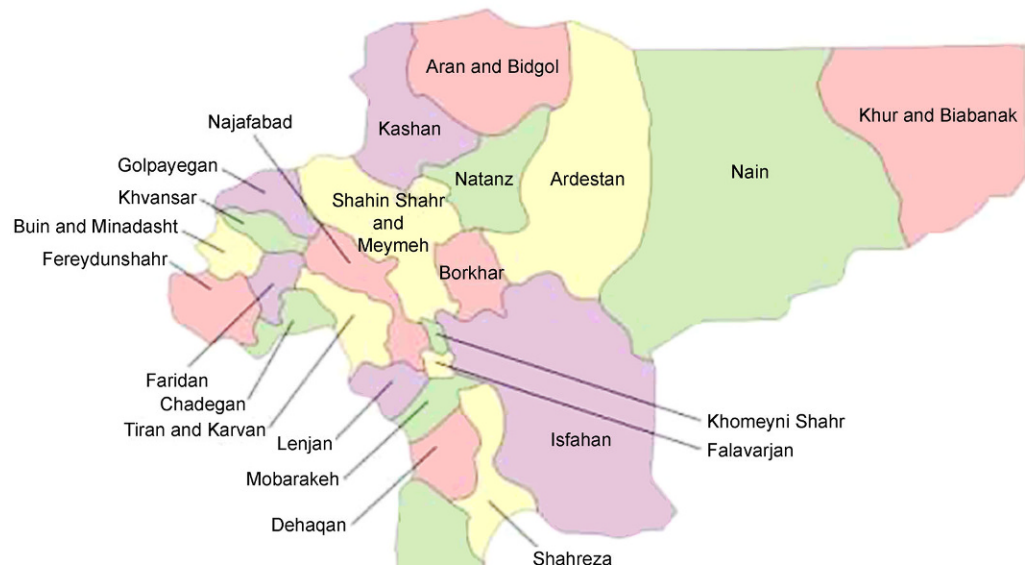 Aran and Bidgol
Khur and Biabanak
Najafabad
Kashan
Golpayegan
Natanz
Ardestan
Nain
Khvansar
Shahin Shahr
and
Meymeh
Buin and Minadasht
Fereydunshahr
Borkhar
Faridan
Chadegan
Tiran and Karvan
Lenjan
Isfahan
Khomeyni Shahr
Falavarjan
Mobarakeh
Dehaqan
Shahreza